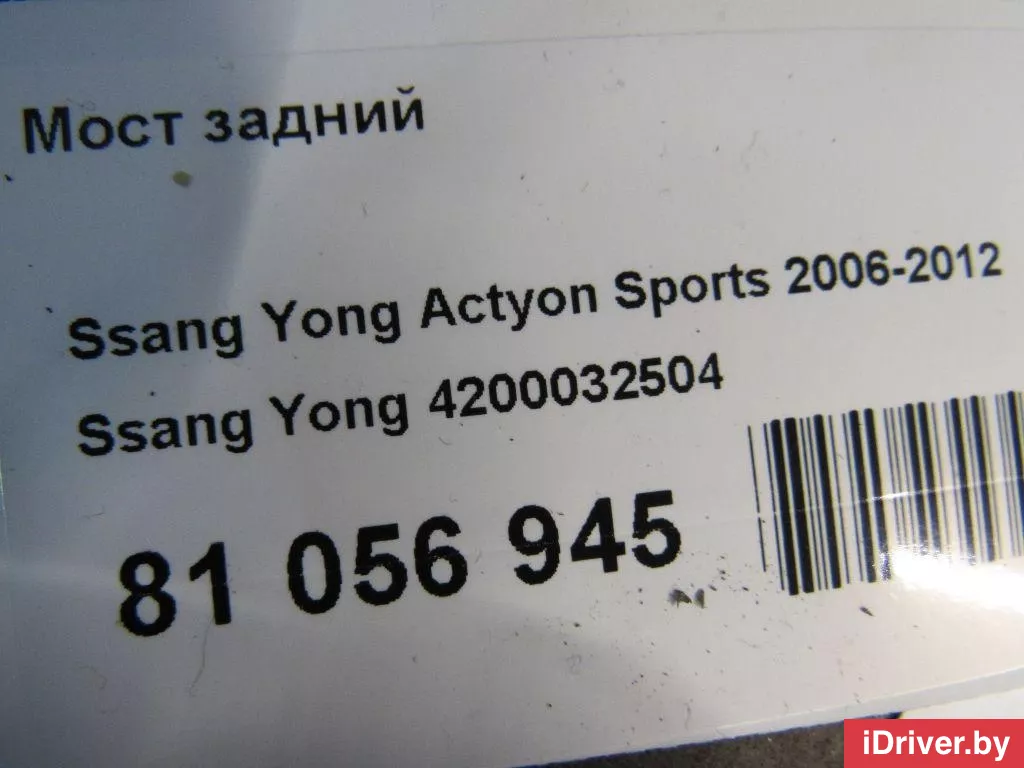 Мост задний
Ssang Yong Actyon Sports 2006-2012
Ssang Yong 4200032504
81 056 945
iDriver.by